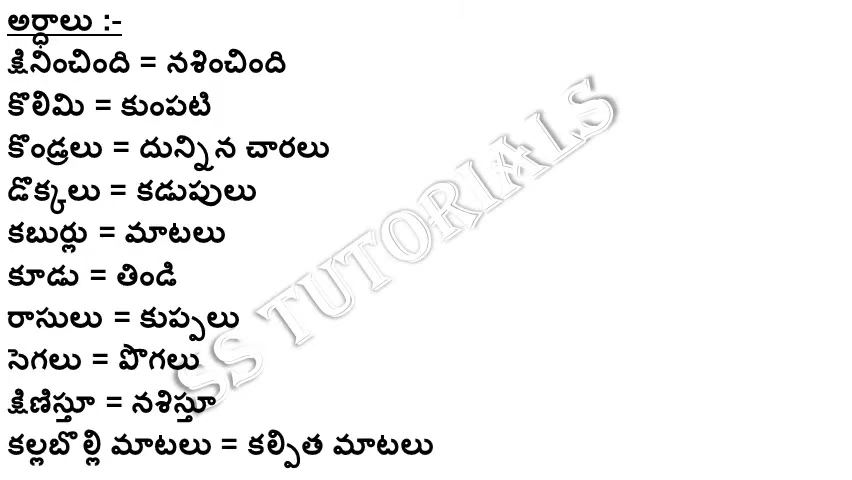 అర్ధాలు :-
క్షినించింది = నశించింది
కొలిమి = కుంపటి
కొండ్రలు = దున్నిన చారలు
డొక్కలు = కడుపులు
కబుర్లు = మాటలు
కూడు = తిండి
రాసులు = కుప్పలు
సెగలు = పొగలు
క్షిణిస్తూ = నశిస్తూ
కల్లబొల్లి మాటలు = కల్పిత మాటలు
SS TUTORIALS